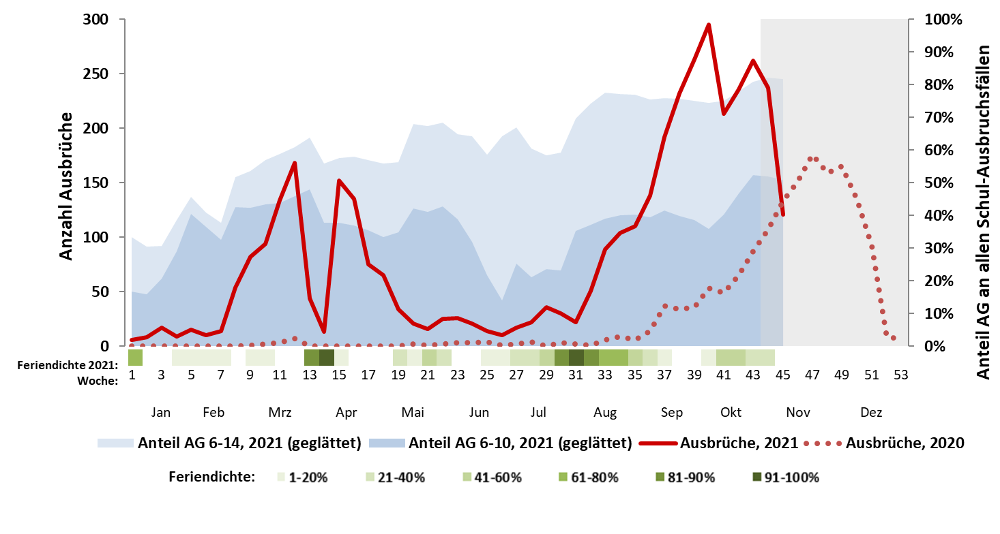 300
250
200
150
100
50
0
Anzahl Ausbrüche
100%
90%
80%
70%
60%
50%
40%
30%
20%
10%
0%
Anteil AG an allen Schul-Ausbruchsfällen
Feriendichte 2021:
Woche: 1 3 5 7 9 11 13 15 17 19 21 23 25 27 29 31 33 35 37 39 41 43 45 47 49 51 53
Jan Feb Mrz Apr Mai Jun Jul Aug Sep Okt Nov Dez
Anteil AG 6-14, 2021 (geglättet) Anteil AG 6-10, 2021 (geglättet) Ausbrüche, 2021 Ausbrüche, 2020
Feriendichte: 1-20% 21-40% 41-60% 61-80% 81-90% 91-100%